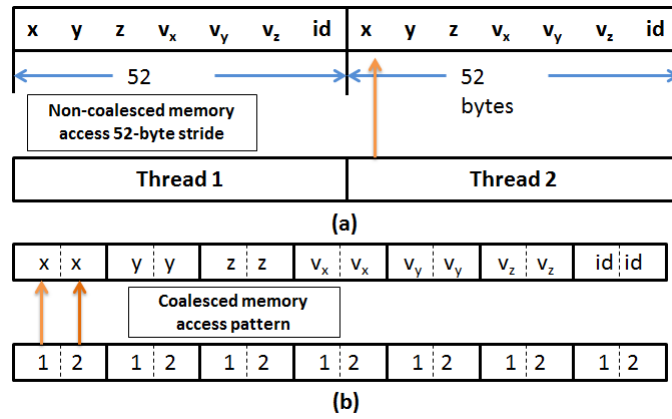 x y z vx vy vz id x y z vx vy vz id
52 52
bytes
Non-coalesced memory
access 52-byte stride
Thread 1 Thread 2
(a)
x x y y z z vx vx vy vy vz vz id id
Coalesced memory
access pattern
1 2 1 2 1 2 1 2 1 2 1 2 1 2
(b)